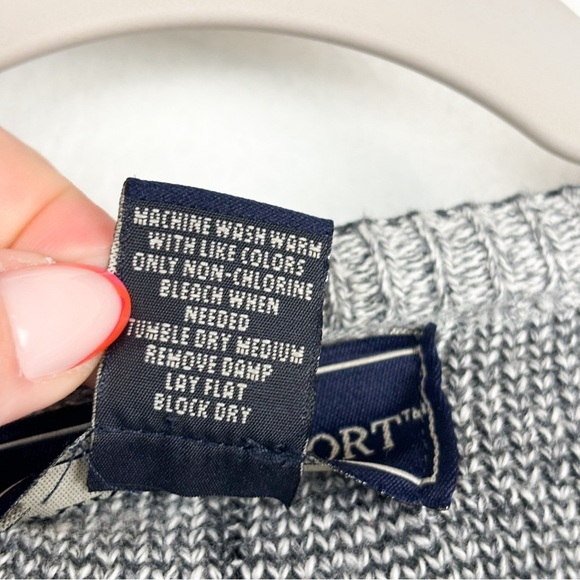 MACHINE WASH WARM
WITH LIKE COLORS
ONLY NON-CHLORINE
BLEACH WHEN
NEEDED
TUMBLE DRY MEDIUM
REMOVE DAMP
LAY FLAT
BLOCK DRY
ORT™